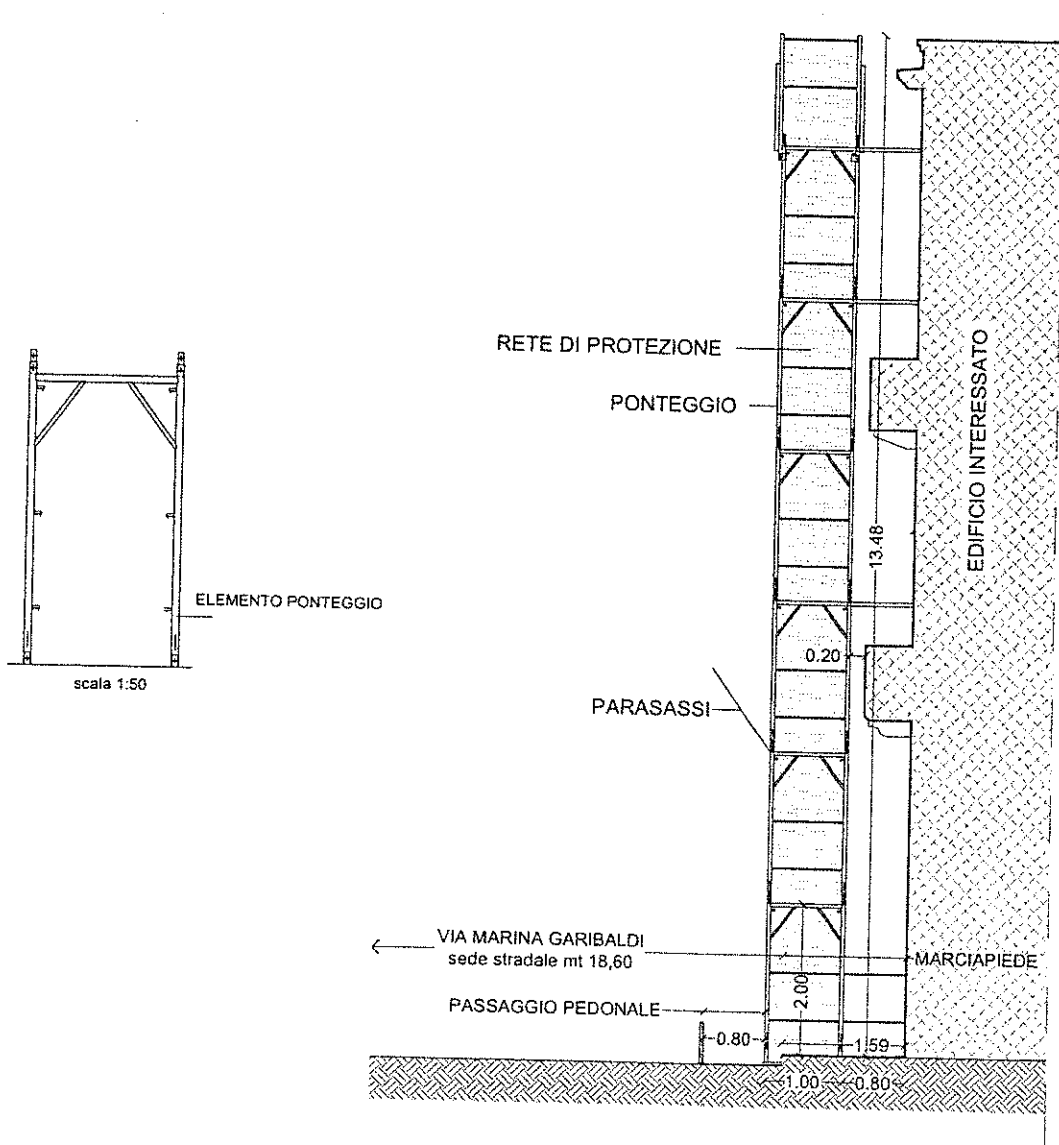 RETE DI PROTEZIONE
PONTEGGIO
EDIFICIO INTERESSATO
13.48
ELEMENTO PONTEGGIO
scala 1:50
0.20
PARASASSI
VIA MARINA GARIBALDI
sede stradale mt 18,60
MARCIAPIEDE
2.00
PASSAGGIO PEDONALE
0.80
1.59
1.00
0.80